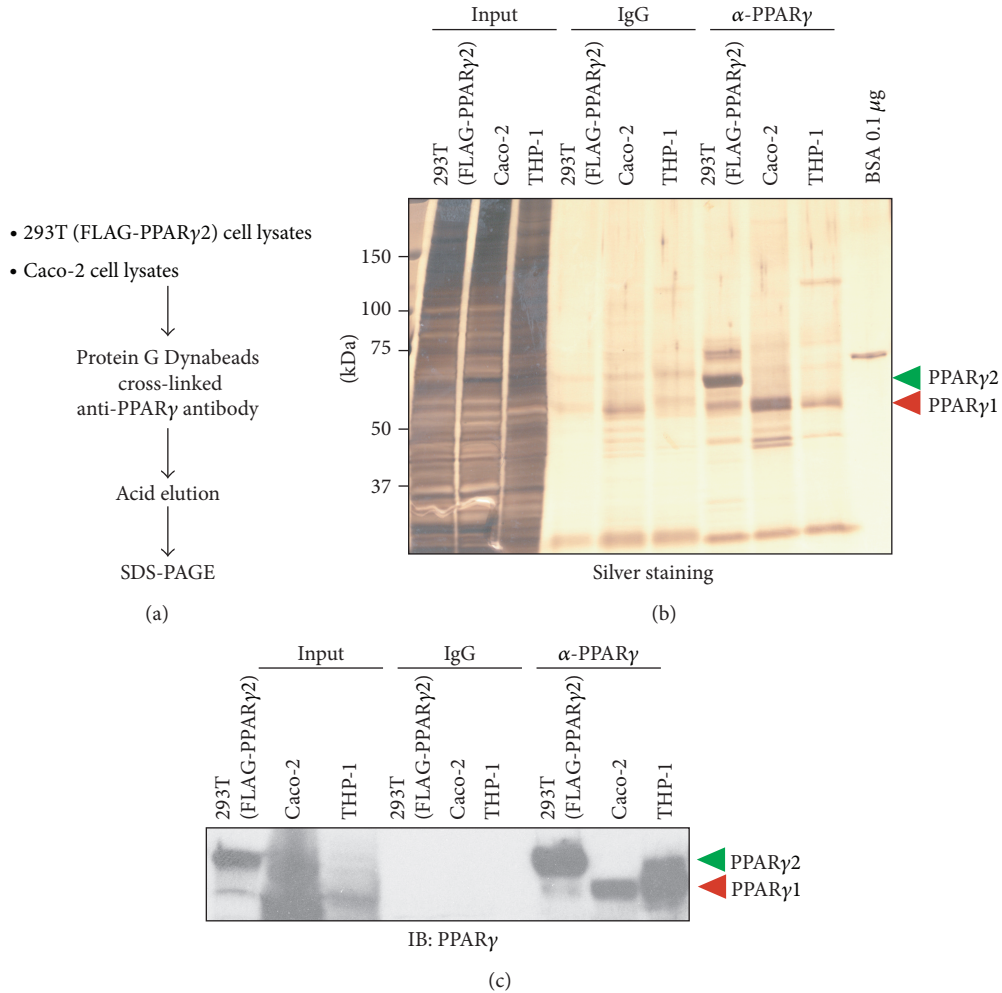 • 293T (FLAG-PPARγ2) cell lysates
• Caco-2 cell lysates
Protein G Dynabeads
cross-linked
anti-PPARγ antibody
Acid elution
SDS-PAGE
(a)
Input
IgG
α-PPARγ
293T
(FLAG-PPARγ2)
Caco-2
THP-1
293T
(FLAG-PPARγ2)
Caco-2
THP-1
293T
(FLAG-PPARγ2)
Caco-2
THP-1
BSA 0.1 μg
(kDa)
150
100
75
50
37
PPARγ2
PPARγ1
Silver staining
(b)
Input
IgG
α-PPARγ
293T
(FLAG-PPARγ2)
Caco-2
THP-1
293T
(FLAG-PPARγ2)
Caco-2
THP-1
293T
(FLAG-PPARγ2)
Caco-2
THP-1
PPARγ2
PPARγ1
IB: PPARγ
(c)